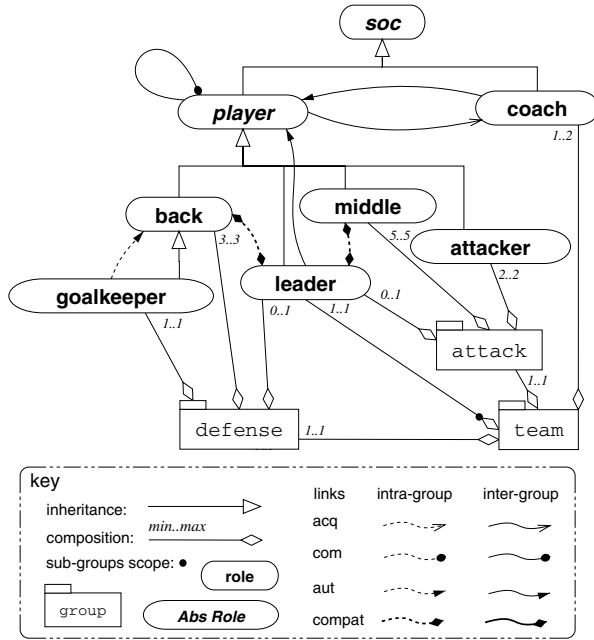 soc
player
coach
1..2
back
3..3
middle
5..5
attacker
2..2
goalkeeper
1..1
leader
0..1
1..1
0..1
attack
1..1
defense
1..1
team
key
inheritance:
min..max
composition:
sub-groups scope:
role
group
Abs Role
links intra-group inter-group
acq
com
aut
compat